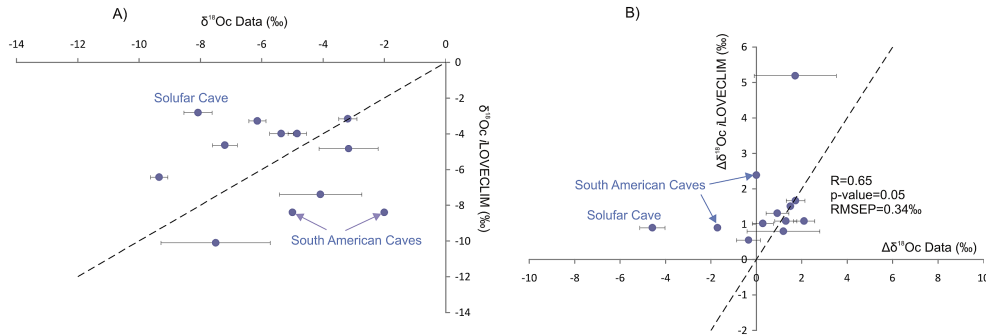 A)
δ¹⁸Oc Data (‰)
-14 -12 -10 -8 -6 -4 -2 0
0
-2
-4
-6
-8
-10
-12
-14
δ¹⁸Oc iLOVECLIM (‰)
Solufar Cave
South American Caves
B)
Δδ¹⁸Oc iLOVECLIM (‰)
6
5
4
3
2
1
0
-1
-2
South American Caves
Solufar Cave
R=0.65
p-value=0.05
RMSEP=0.34‰
Δδ¹⁸Oc Data (‰)
-10 -8 -6 -4 -2 0 2 4 6 8 10